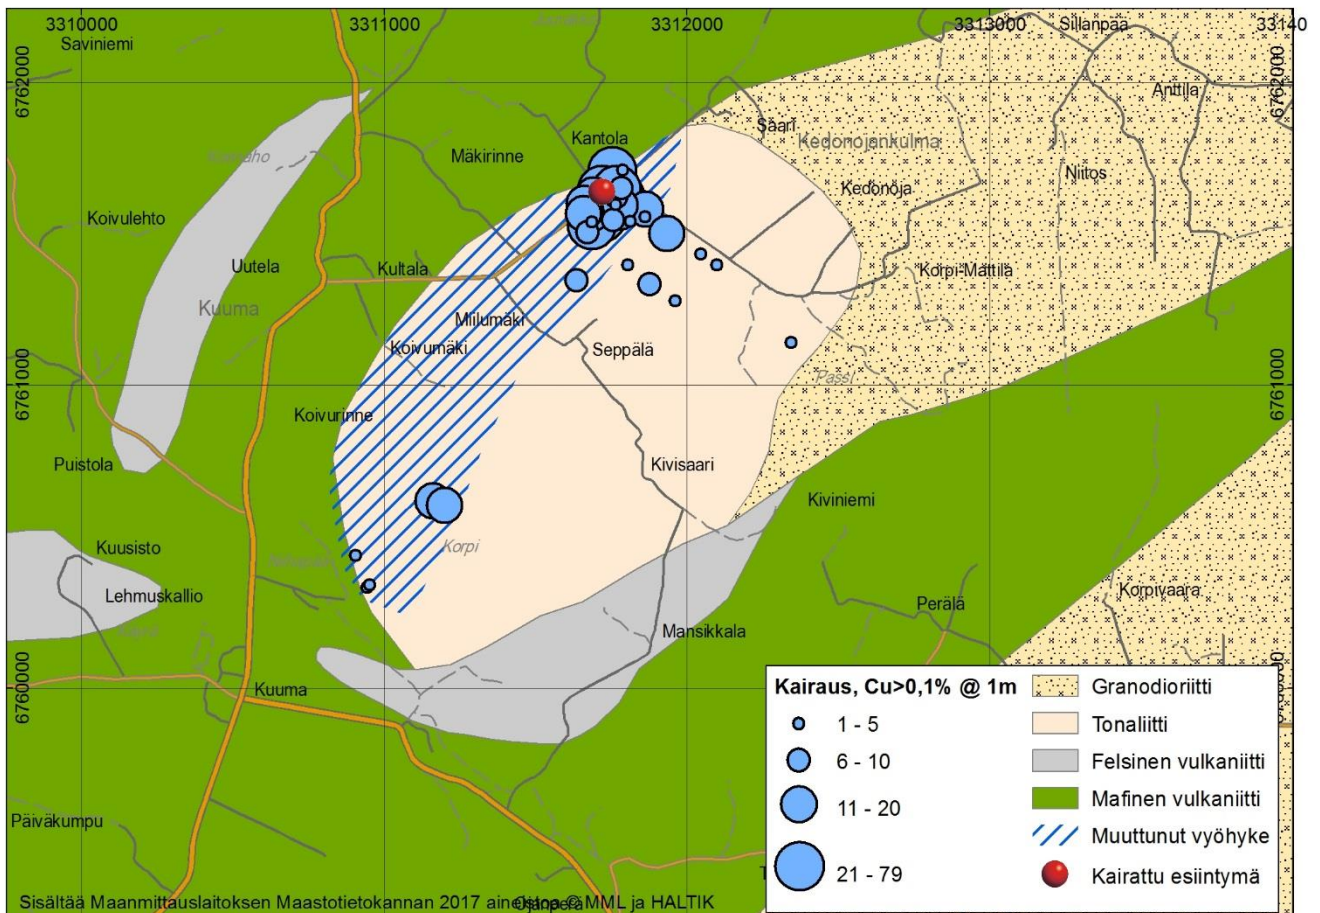 3310000
3311000
3312000
3313000
33140
Saviniemi
Sillanpää
6762000
6762000
Anttila
Saari
Kantola
Kedonojankulma
Mäkirinne
Niitos
Kedonoja
Koivulehto
Uutela
Kultala
Korpi-Mattila
Kuuma
Miilumäki
Koivumäki
Seppälä
6761000
6761000
Passi
Koivurinne
Puistola
Kivisaari
Kiviniemi
Kuusisto
Korpi
Lehmuskallio
Perälä
Korpivaara
Mansikkala
6760000
Kuuma
Kairaus, Cu>0,1% @ 1m
1 - 5
6 - 10
11 - 20
21 - 79
Granodioriitti
Tonaliitti
Felsinen vulkaniitti
Mafinen vulkaniitti
Muuttunut vyöhyke
Kairattu esiintymä
Päiväkumpu
Sisältää Maanmittauslaitoksen Maastotietokannan 2017 aineistoa © MML ja HALTIK
Ojanperä